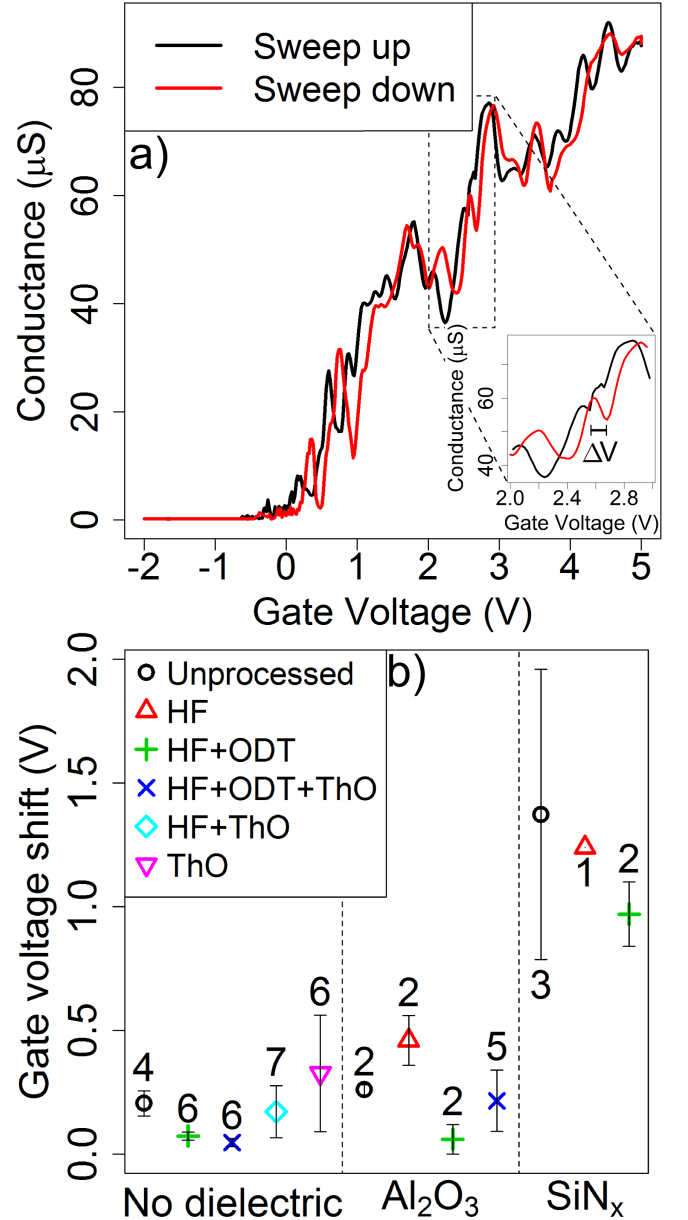 Sweep up
Sweep down
a)
Conductance (μS)
0 20 40 60 80
-2 -1 0 1 2 3 4 5
Gate Voltage (V)
Conductance (μS)
40 60
ΔV
2.0 2.4 2.8
Gate Voltage (V)
b)
Unprocessed
HF
HF+ODT
HF+ODT+ThO
HF+ThO
ThO
Gate voltage shift (V)
0.0 0.5 1.0 1.5 2.0
4 6 6 7 6
2 2 2 5
3 1 2
No dielectric Al₂O₃ SiNₓ